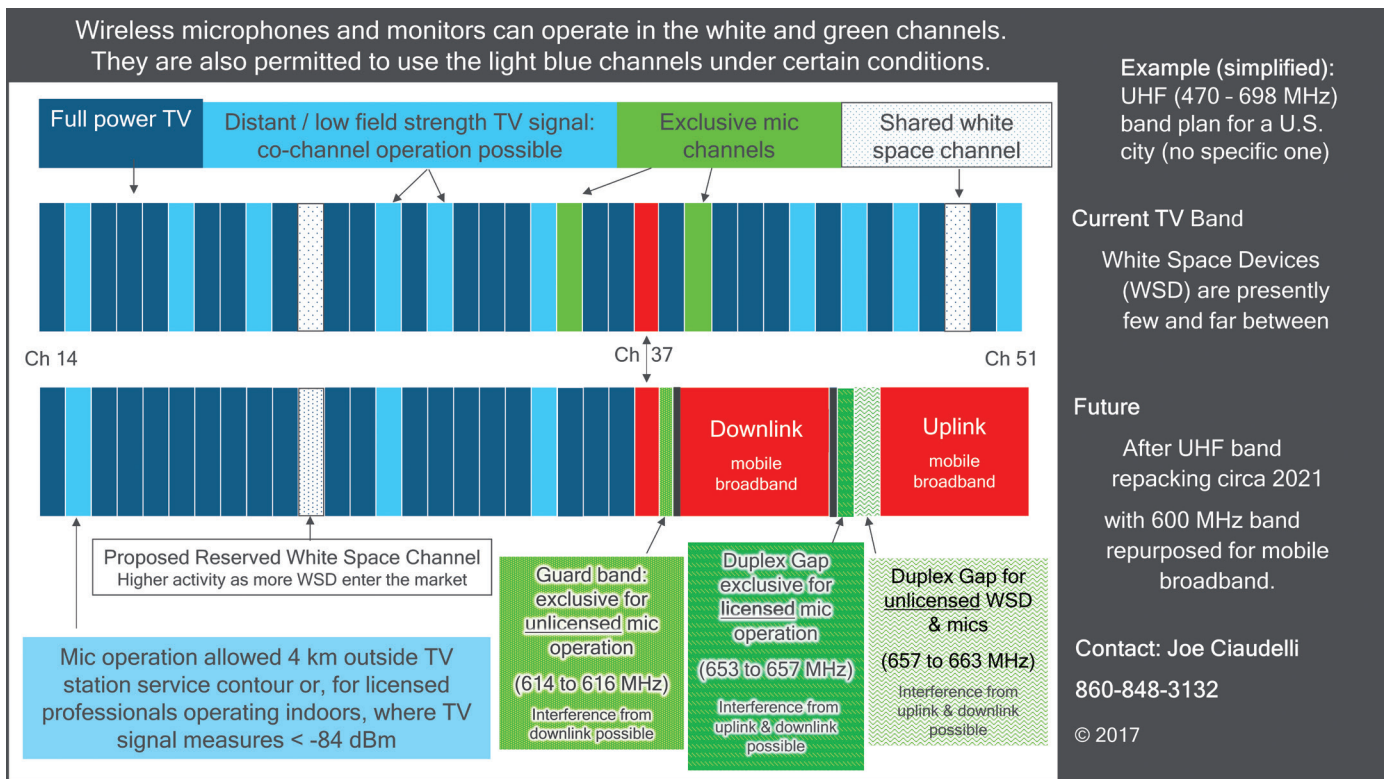 Wireless microphones and monitors can operate in the white and green channels.
They are also permitted to use the light blue channels under certain conditions.
Full power TV
Distant / low field strength TV signal:
co-channel operation possible
Exclusive mic
channels
Shared white
space channel
Ch 14
Ch 37
Ch 51
Downlink
mobile
broadband
Uplink
mobile
broadband
Proposed Reserved White Space Channel
Higher activity as more WSD enter the market
Mic operation allowed 4 km outside TV
station service contour or, for licensed
professionals operating indoors, where TV
signal measures < -84 dBm
Guard band:
exclusive for
unlicensed mic
operation
(614 to 616 MHz)
Interference from
downlink possible
Duplex Gap
exclusive for
licensed mic
operation
(653 to 657 MHz)
Interference from
uplink & downlink
possible
Duplex Gap for
unlicensed WSD
& mics
(657 to 663 MHz)
Interference from
uplink & downlink
possible
Example (simplified):
UHF (470 - 698 MHz)
band plan for a U.S.
city (no specific one)
Current TV Band
White Space Devices
(WSD) are presently
few and far between
Future
After UHF band
repacking circa 2021
with 600 MHz band
repurposed for mobile
broadband.
Contact: Joe Ciaudelli
860-848-3132
© 2017